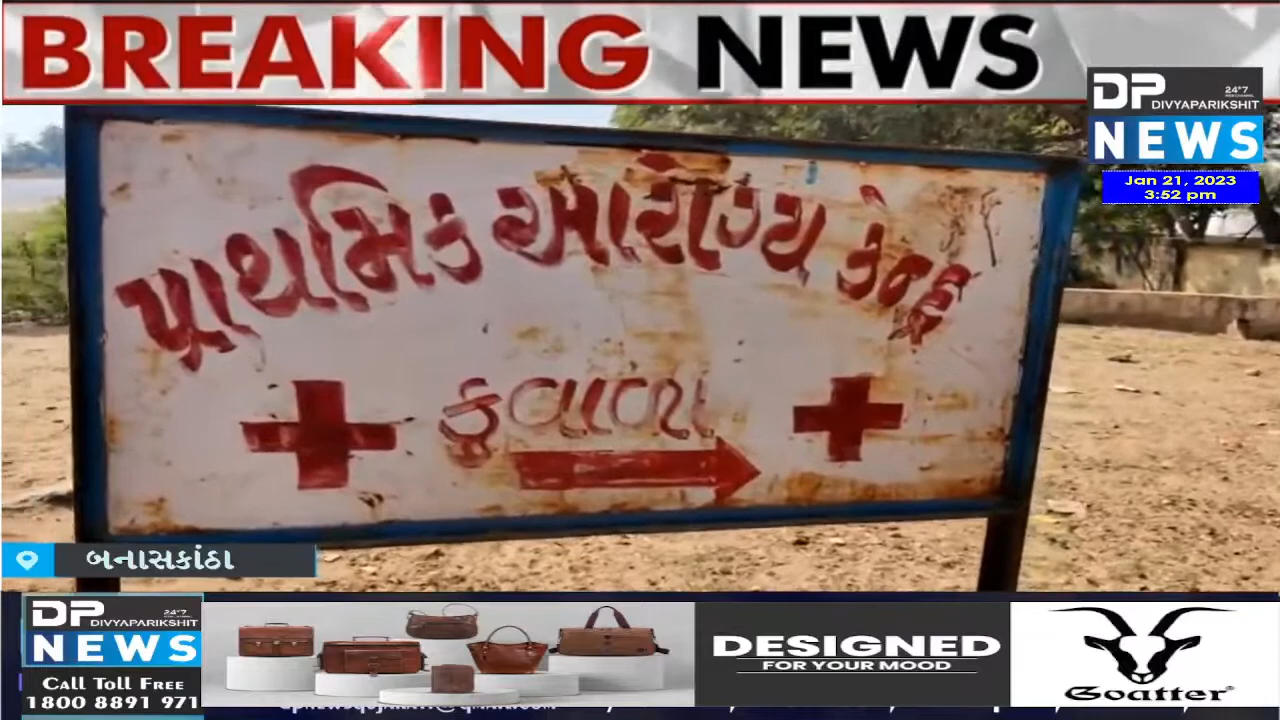 BREAKING NEWS
DP
24*7
DIVYAPARIKSHIT
NEWS
Jan 21, 2023
3:52 pm
પ્રાથમિક આરોગ્ય કેન્દ્ર
કુવાળા
બનાસકાંઠા
DP
24*7
DIVYAPARIKSHIT
NEWS
Call Toll Free
1800 8891 971
DESIGNED
FOR YOUR MOOD
Goatter